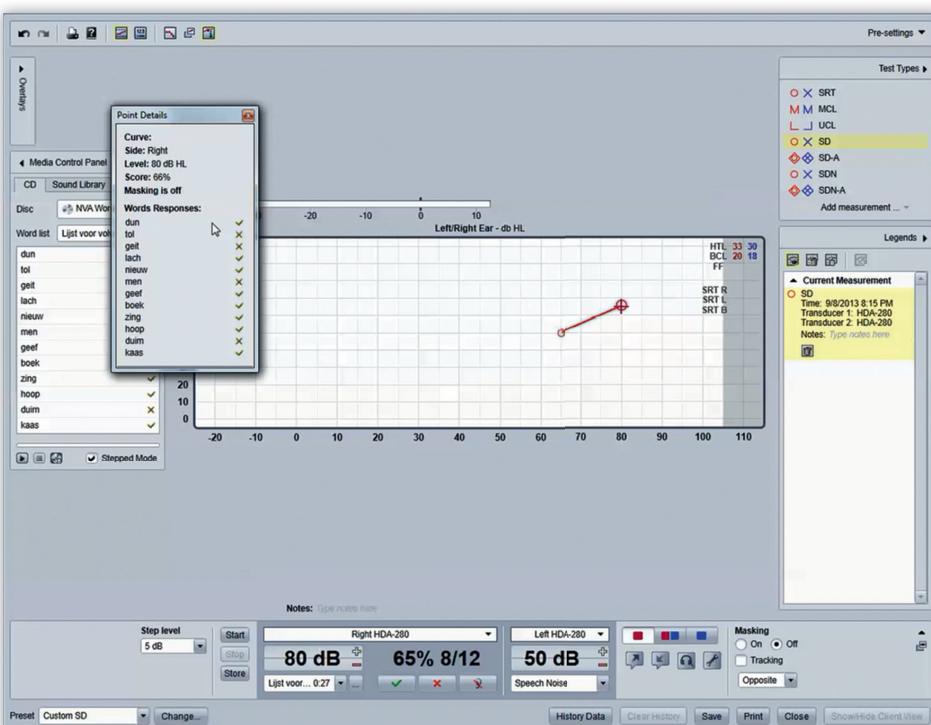 Pre-settings
Overlays
Point Details
Curve:
Side: Right
Level: 80 dB HL
Score: 66%
Masking is off
Words Responses:
dun
tol
geit
lach
nieuw
men
geef
boek
zing
hoop
duim
kaas
Media Control Panel
CD Sound Library
Disc NVA Wor
Word list Lijst voor vol
dun
tol
geit
lach
nieuw
men
geef
boek
zing
hoop
duim
kaas
Stepped Mode
-20 -10 0 10
Left/Right Ear - db HL
HTL 33 30
BCL 20 18
FF
SRT R
SRT L
SRT B
20
10
0
-20 -10 0 10 20 30 40 50 60 70 80 90 100 110
Test Types
SRT
M M MCL
UCL
SD
SD-A
SDN
SDN-A
Add measurement ...
Legends
Current Measurement
SD
Time: 9/8/2013 8:15 PM
Transducer 1: HDA-280
Transducer 2: HDA-280
Notes: Type notes here
Notes: Type notes here
Step level
5 dB
Start
Stop
Store
Right HDA-280
80 dB 65% 8/12
Lijst voor... 0:27 ...
Left HDA-280
50 dB
Speech Noise
Masking
On Off
Tracking
Opposite
Preset Custom SD Change... History Data Clear History Save Print Close Show/Hide Client View